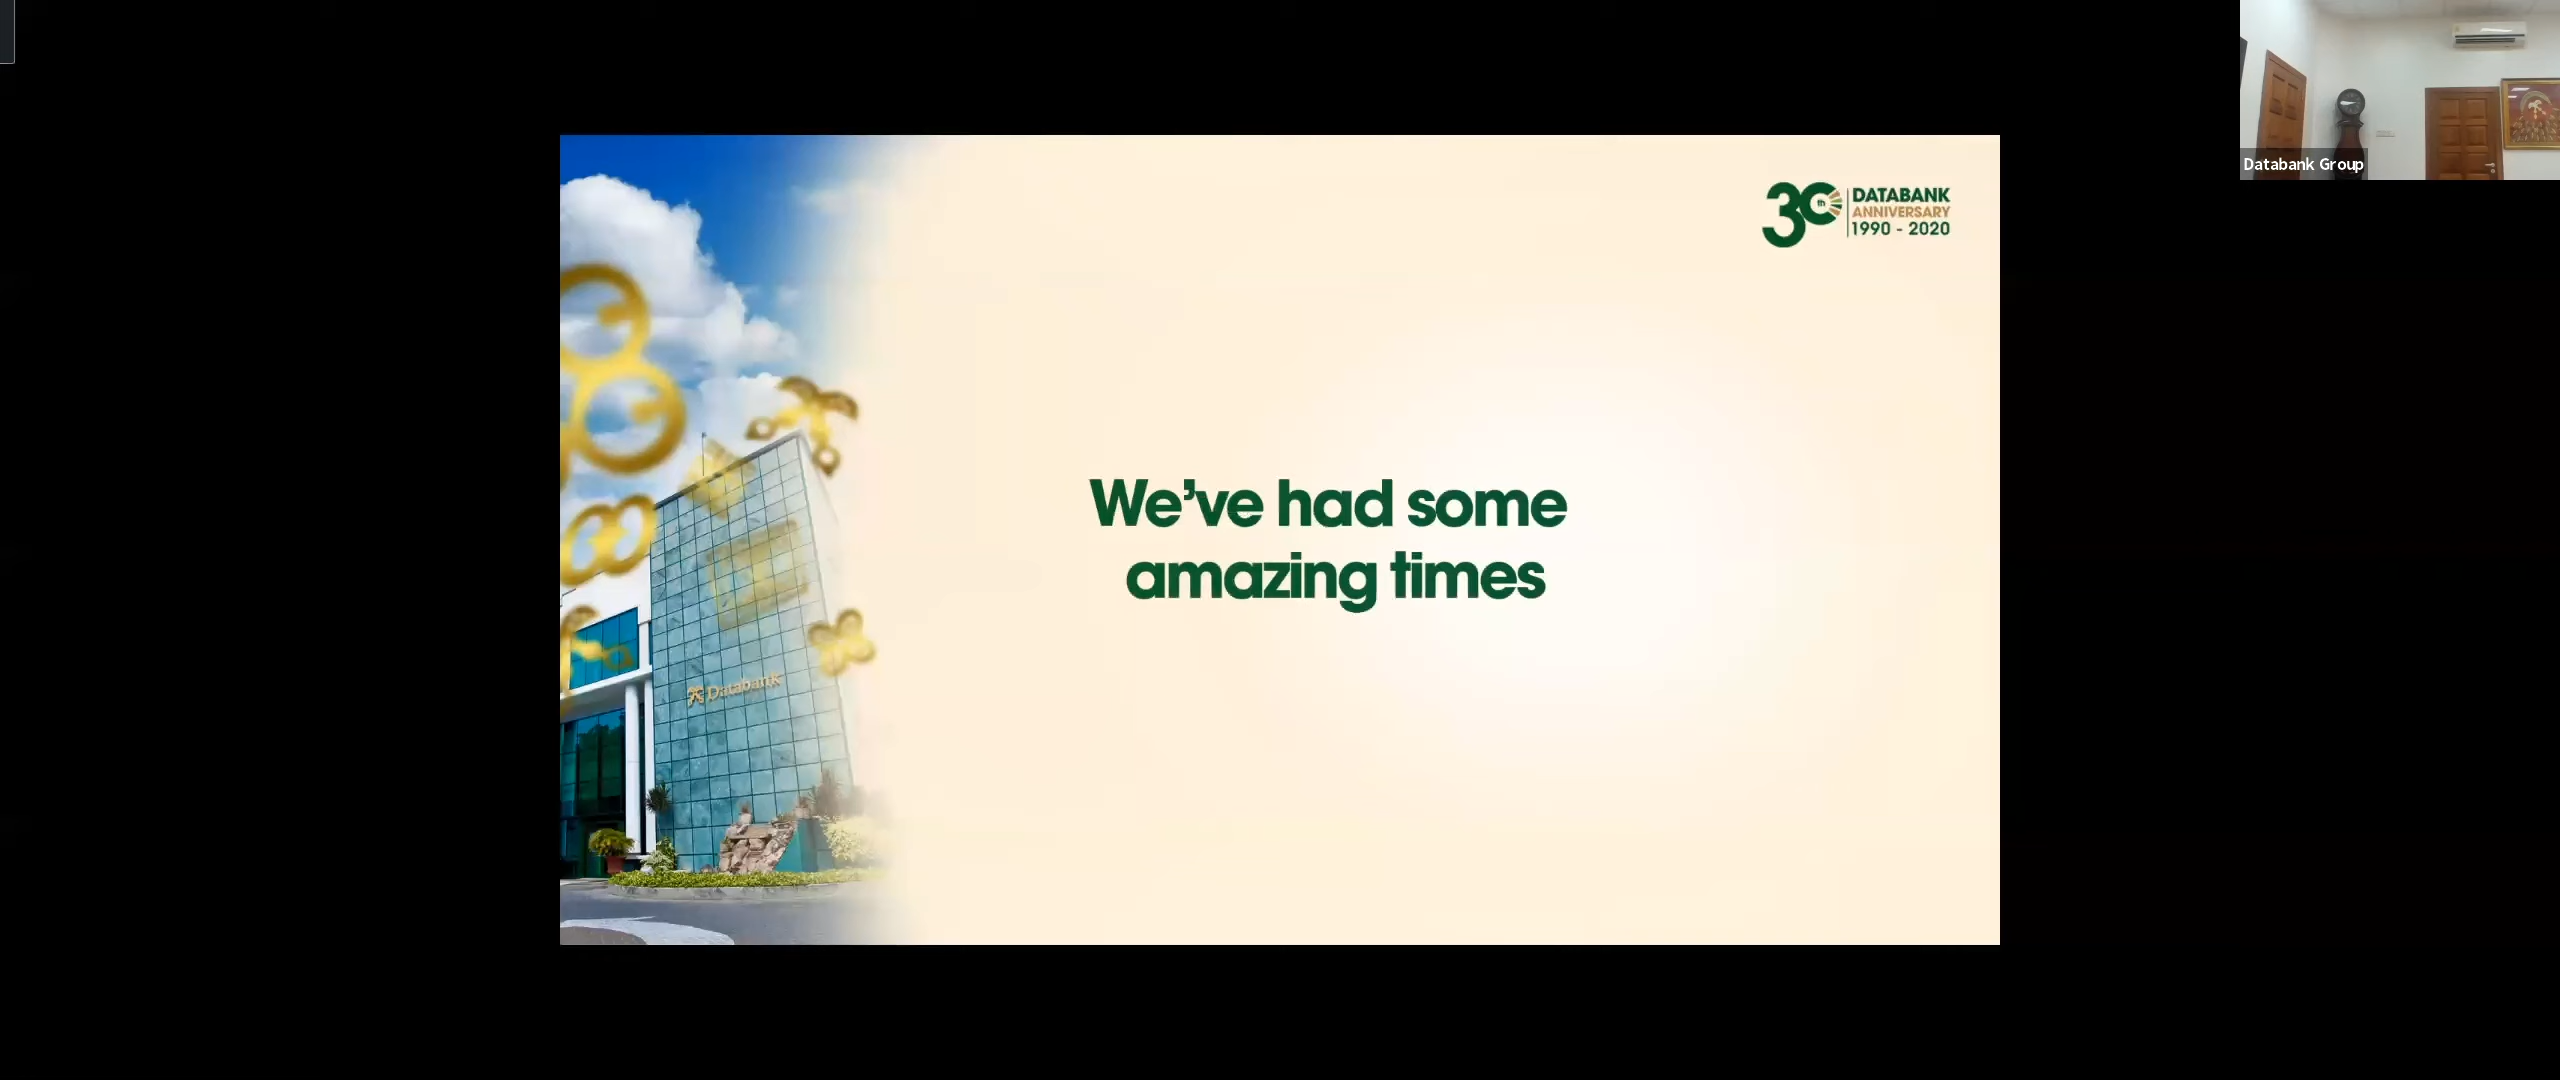 30th
DATABANK
ANNIVERSARY
1990 - 2020
Databank Group
We've had some
amazing times
Databank